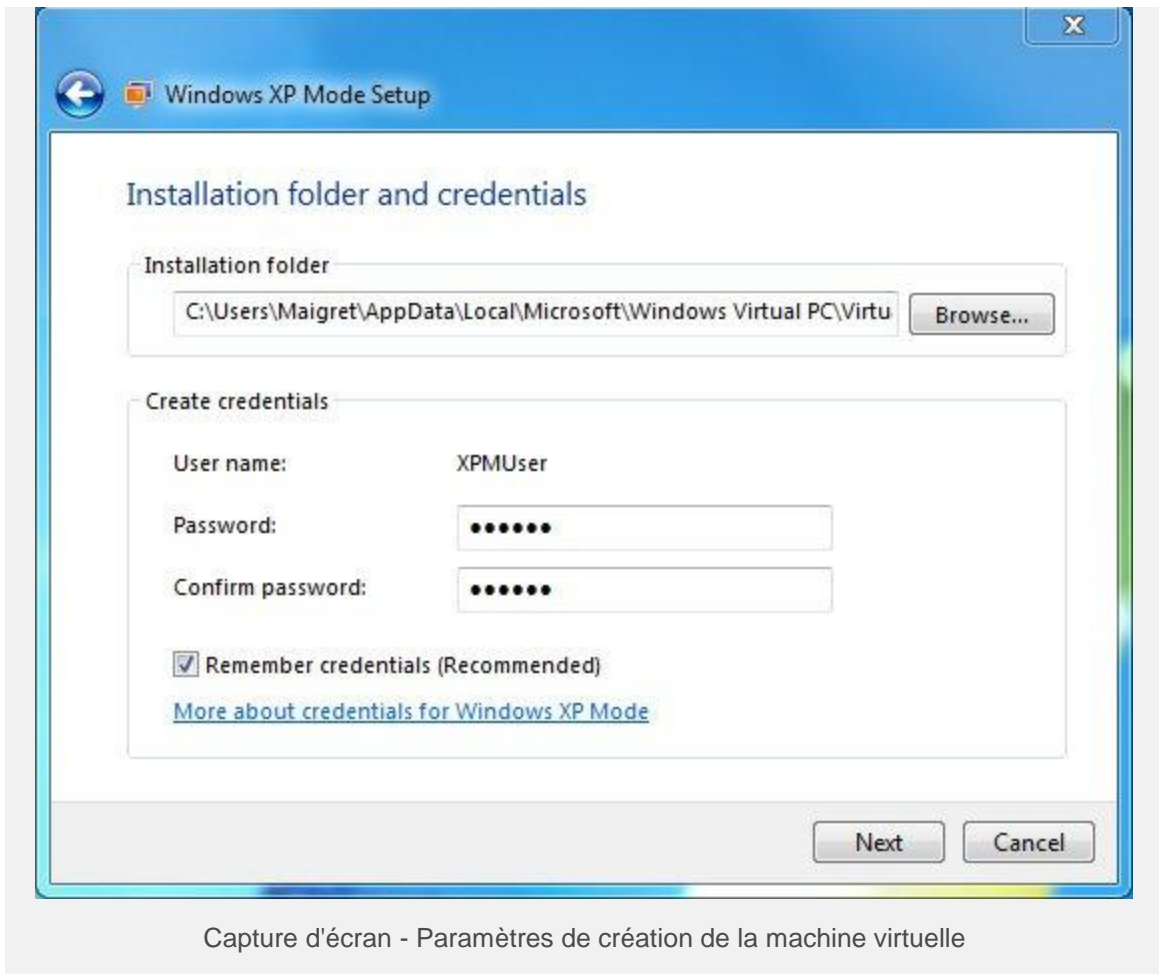 Windows XP Mode Setup
Installation folder and credentials
Installation folder
C:\Users\Maigret\AppData\Local\Microsoft\Windows Virtual PC\Virtu
Browse...
Create credentials
User name: XPMUser
Password: ●●●●●●
Confirm password: ●●●●●●
Remember credentials (Recommended)
More about credentials for Windows XP Mode
Next Cancel
Capture d'écran - Paramètres de création de la machine virtuelle